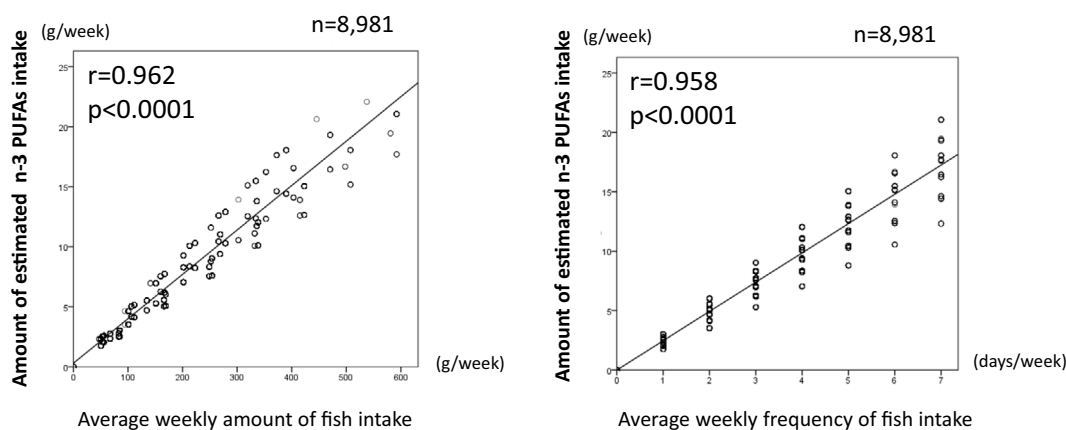 (g/week)
n=8,981
Amount of estimated n-3 PUFAs intake
r=0.962
p<0.0001
25
20
15
10
5
0
0 100 200 300 400 500 600
(g/week)
Average weekly amount of fish intake
(g/week)
n=8,981
Amount of estimated n-3 PUFAs intake
r=0.958
p<0.0001
25
20
15
10
5
0
0 1 2 3 4 5 6 7
(days/week)
Average weekly frequency of fish intake